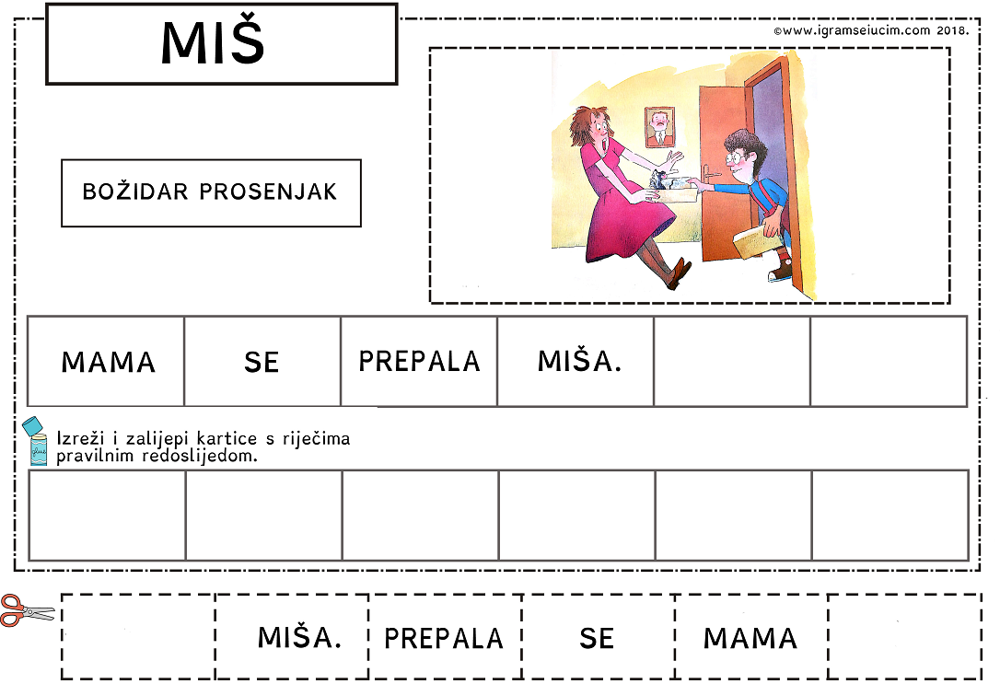 MIŠ
©www.igramseiucim.com 2018.
BOŽIDAR PROSENJAK
MAMA SE PREPALA MIŠA.
Izreži i zalijepi kartice s riječima
pravilnim redoslijedom.
glue
MIŠA. PREPALA SE MAMA